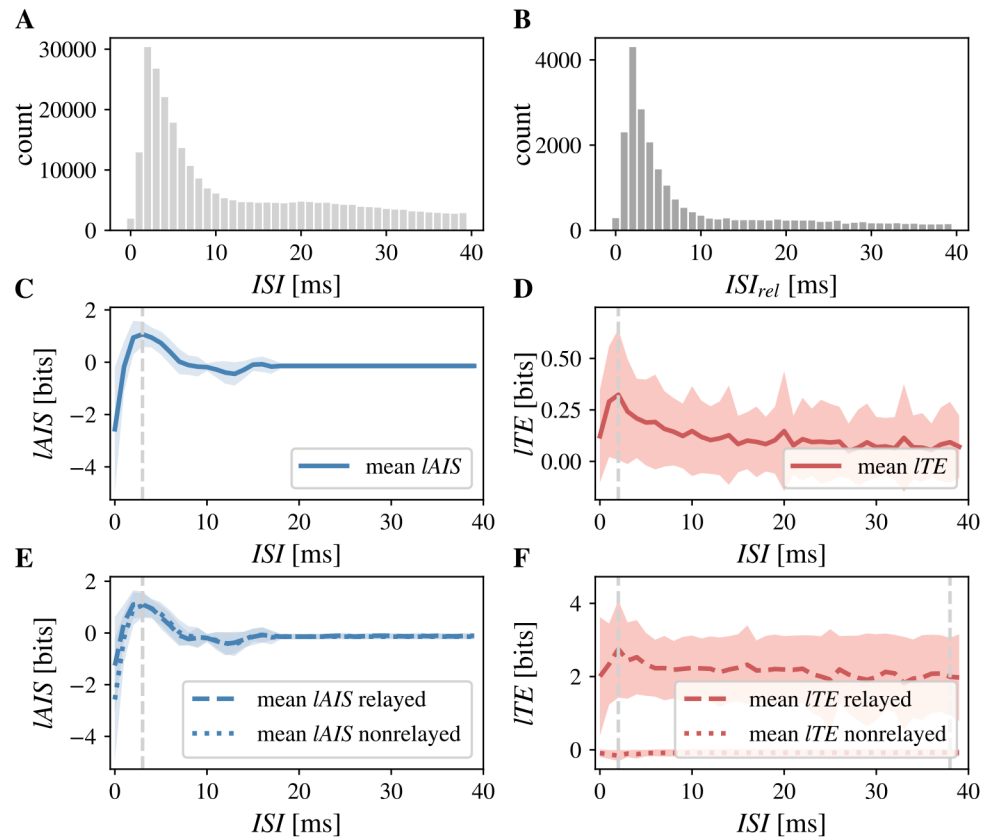 A
B
30000
20000
10000
0
count
0
10
20
30
40
ISI [ms]
4000
2000
0
count
0
10
20
30
40
ISI_rel [ms]
C
D
2
0
−2
−4
lAIS [bits]
mean lAIS
0
10
20
30
40
ISI [ms]
0.50
0.25
0.00
lTE [bits]
mean lTE
0
10
20
30
40
ISI [ms]
E
F
2
0
−2
−4
lAIS [bits]
mean lAIS relayed
mean lAIS nonrelayed
0
10
20
30
40
ISI [ms]
4
2
0
lTE [bits]
mean lTE relayed
mean lTE nonrelayed
0
10
20
30
40
ISI [ms]